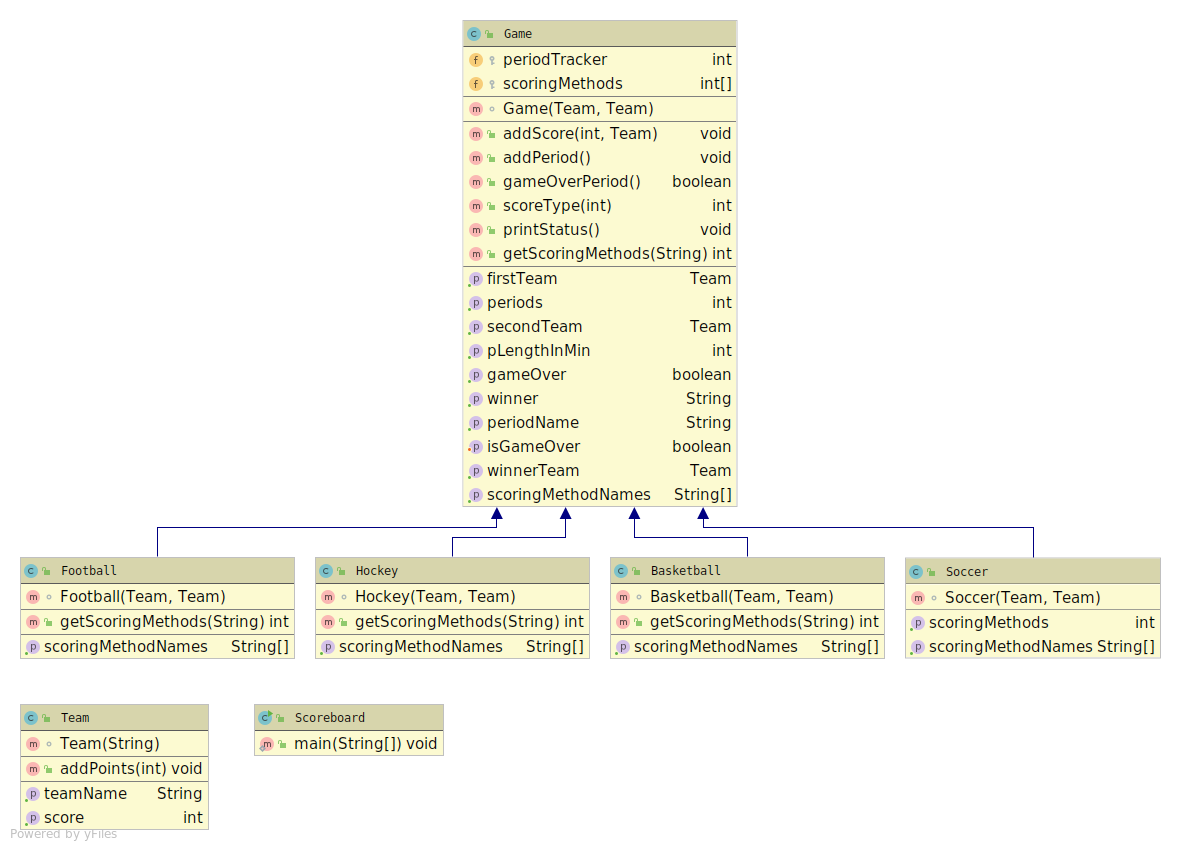 Game
periodTracker int
scoringMethods int[]
Game(Team, Team)
addScore(int, Team) void
addPeriod() void
gameOverPeriod() boolean
scoreType(int) int
printStatus() void
getScoringMethods(String) int
firstTeam Team
periods int
secondTeam Team
pLengthInMin int
gameOver boolean
winner String
periodName String
isGameOver boolean
winnerTeam Team
scoringMethodNames String[]
Football
Football(Team, Team)
getScoringMethods(String) int
scoringMethodNames String[]
Hockey
Hockey(Team, Team)
getScoringMethods(String) int
scoringMethodNames String[]
Basketball
Basketball(Team, Team)
getScoringMethods(String) int
scoringMethodNames String[]
Soccer
Soccer(Team, Team)
scoringMethods int
scoringMethodNames String[]
Team
Team(String)
addPoints(int) void
teamName String
score int
Scoreboard
main(String[]) void
Powered by yFiles